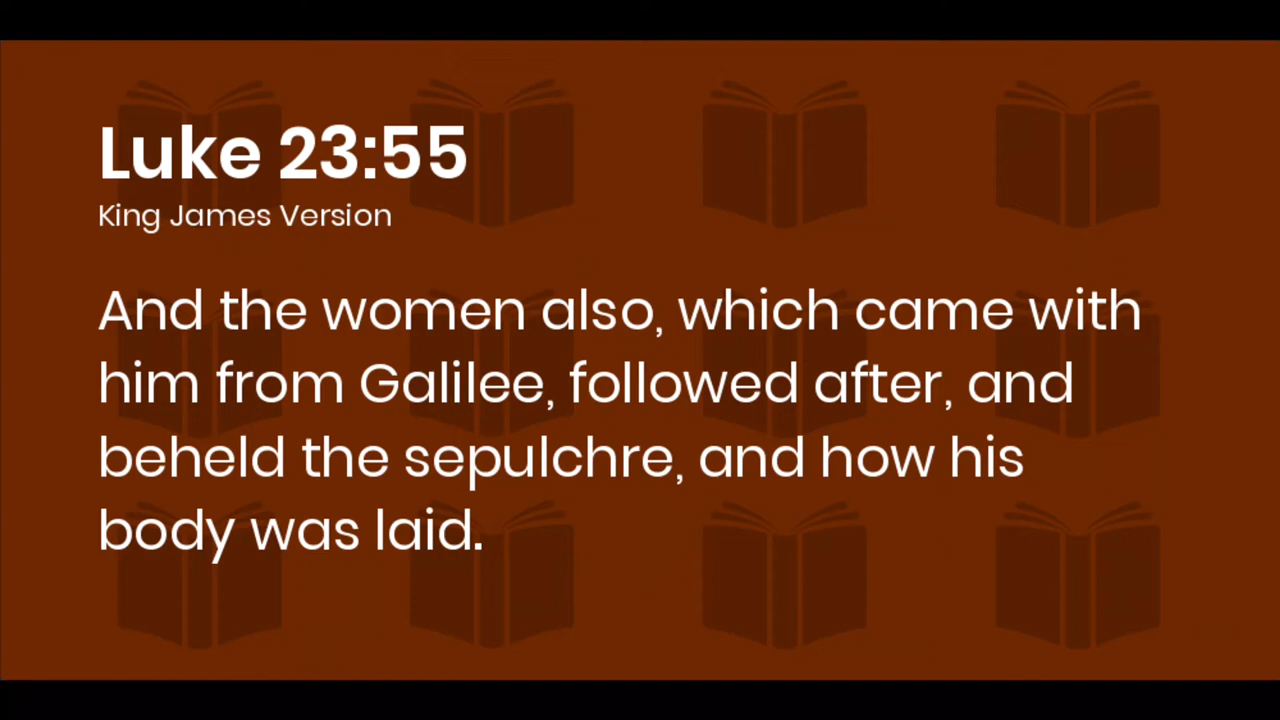 Luke 23:55
King James Version
And the women also, which came with
him from Galilee, followed after, and
beheld the sepulchre, and how his
body was laid.